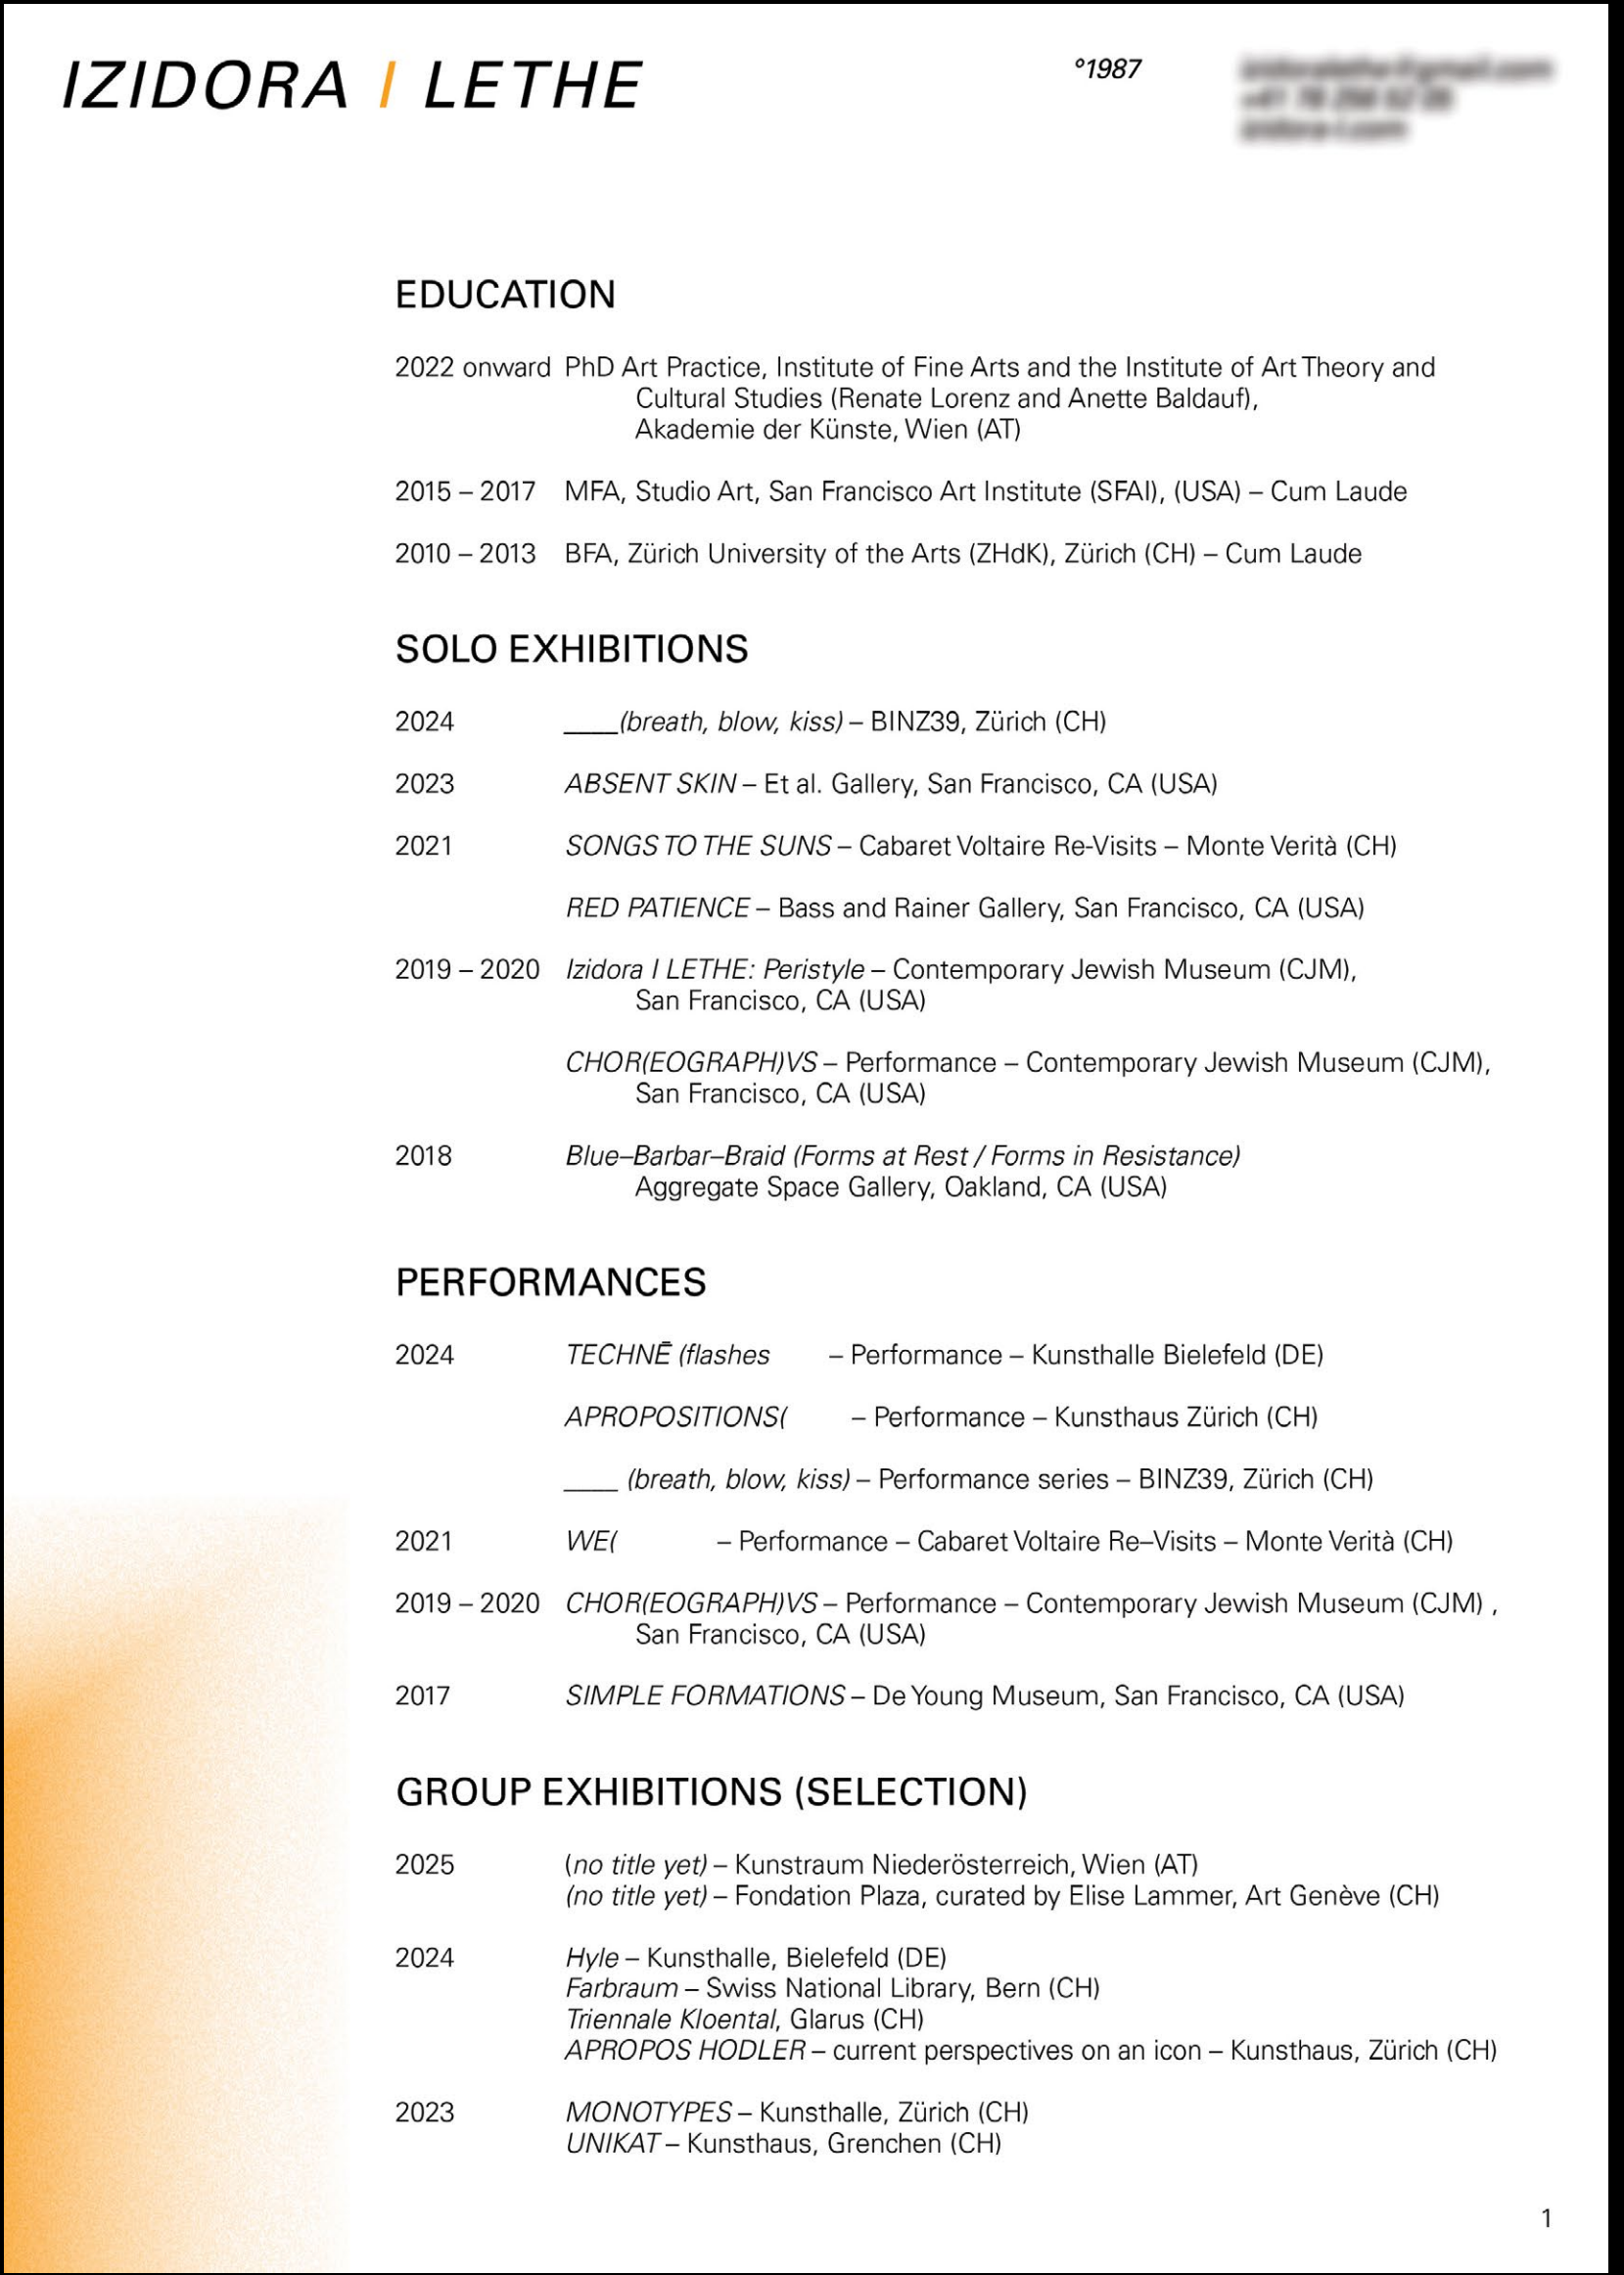 IZIDORA I LETHE
°1987
EDUCATION
2022 onward PhD Art Practice, Institute of Fine Arts and the Institute of Art Theory and
Cultural Studies (Renate Lorenz and Anette Baldauf),
Akademie der Künste, Wien (AT)
2015 – 2017 MFA, Studio Art, San Francisco Art Institute (SFAI), (USA) – Cum Laude
2010 – 2013 BFA, Zürich University of the Arts (ZHdK), Zürich (CH) – Cum Laude
SOLO EXHIBITIONS
2024 ____(breath, blow, kiss) – BINZ39, Zürich (CH)
2023 ABSENT SKIN – Et al. Gallery, San Francisco, CA (USA)
2021 SONGS TO THE SUNS – Cabaret Voltaire Re-Visits – Monte Verità (CH)
RED PATIENCE – Bass and Rainer Gallery, San Francisco, CA (USA)
2019 – 2020 Izidora I LETHE: Peristyle – Contemporary Jewish Museum (CJM),
San Francisco, CA (USA)
CHOR(EOGRAPH)VS – Performance – Contemporary Jewish Museum (CJM),
San Francisco, CA (USA)
2018 Blue–Barbar–Braid (Forms at Rest / Forms in Resistance)
Aggregate Space Gallery, Oakland, CA (USA)
PERFORMANCES
2024 TECHNĒ (flashes – Performance – Kunsthalle Bielefeld (DE)
APROPOSITIONS( – Performance – Kunsthaus Zürich (CH)
____ (breath, blow, kiss) – Performance series – BINZ39, Zürich (CH)
2021 WE( – Performance – Cabaret Voltaire Re–Visits – Monte Verità (CH)
2019 – 2020 CHOR(EOGRAPH)VS – Performance – Contemporary Jewish Museum (CJM) ,
San Francisco, CA (USA)
2017 SIMPLE FORMATIONS – De Young Museum, San Francisco, CA (USA)
GROUP EXHIBITIONS (SELECTION)
2025 (no title yet) – Kunstraum Niederösterreich, Wien (AT)
(no title yet) – Fondation Plaza, curated by Elise Lammer, Art Genève (CH)
2024 Hyle – Kunsthalle, Bielefeld (DE)
Farbraum – Swiss National Library, Bern (CH)
Triennale Kloental, Glarus (CH)
APROPOS HODLER – current perspectives on an icon – Kunsthaus, Zürich (CH)
2023 MONOTYPES – Kunsthalle, Zürich (CH)
UNIKAT – Kunsthaus, Grenchen (CH)
1